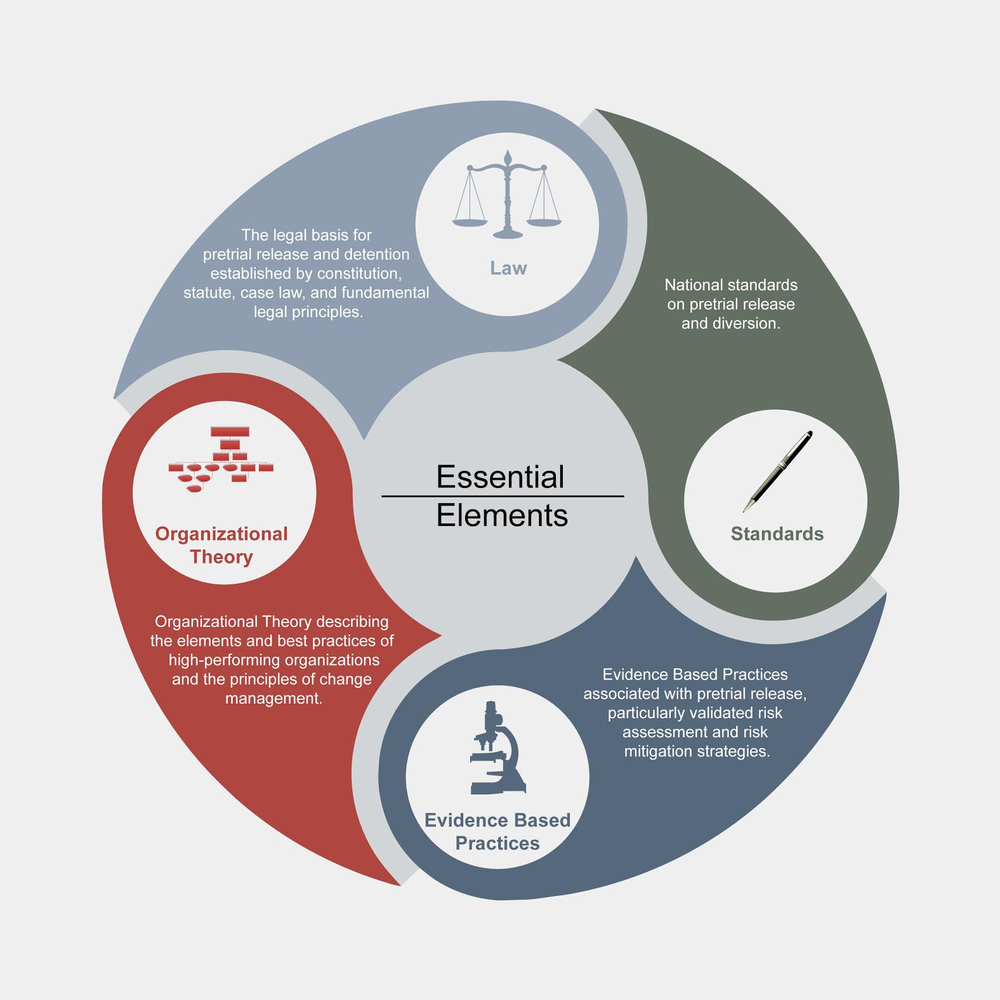 Essential
Elements
Law
The legal basis for
pretrial release and detention
established by constitution,
statute, case law, and fundamental
legal principles.
National standards
on pretrial release
and diversion.
Standards
Evidence Based Practices
associated with pretrial release,
particularly validated risk
assessment and risk
mitigation strategies.
Evidence Based
Practices
Organizational
Theory
Organizational Theory describing
the elements and best practices of
high-performing organizations
and the principles of change
management.